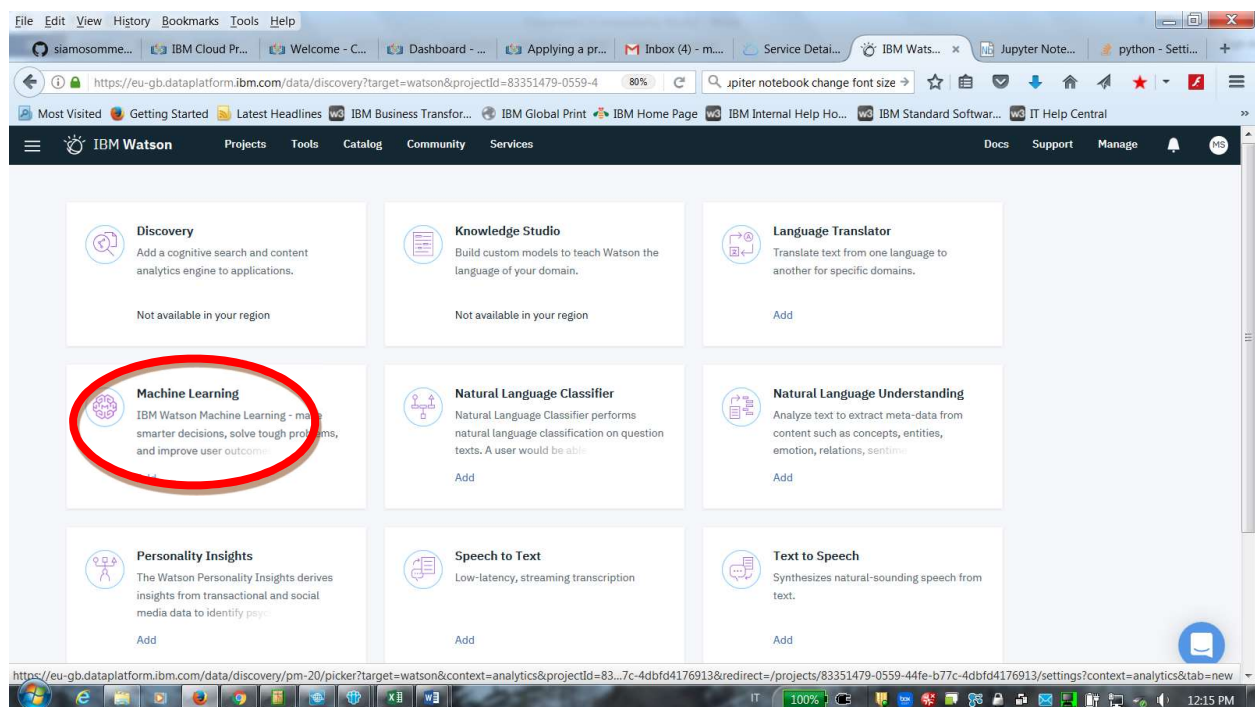 File Edit View History Bookmarks Tools Help
siamosomme... IBM Cloud Pr... Welcome - C... Dashboard - ... Applying a pr... Inbox (4) - m.... Service Detai... IBM Wats... × Jupyter Note... python - Setti... +
https://eu-gb.dataplatform.ibm.com/data/discovery?target=watson&projectId=83351479-0559-4 80% upiter notebook change font size
Most Visited Getting Started Latest Headlines w3 IBM Business Transfor... IBM Global Print IBM Home Page w3 IBM Internal Help Ho... w3 IBM Standard Softwar... w3 IT Help Central »
IBM Watson Projects Tools Catalog Community Services Docs Support Manage MS
Discovery
Add a cognitive search and content
analytics engine to applications.
Not available in your region
Knowledge Studio
Build custom models to teach Watson the
language of your domain.
Not available in your region
Language Translator
Translate text from one language to
another for specific domains.
Add
Machine Learning
IBM Watson Machine Learning -
smarter decisions, solve tough
and improve user
Add
Natural Language Classifier
Natural Language Classifier performs
natural language classification on question
texts. A user would be able
Add
Natural Language Understanding
Analyze text to extract meta-data from
content such as concepts, entities,
emotion, relations, sentime
Add
Personality Insights
The Watson Personality Insights derives
insights from transactional and social
media data to identify psyc
Add
Speech to Text
Low-latency, streaming transcription
Add
Text to Speech
Synthesizes natural-sounding speech from
text.
Add
https://eu-gb.dataplatform.ibm.com/data/discovery/pm-20/picker?target=watson&context=analytics&projectId=83...7c-4dbfd4176913&redirect=/projects/83351479-0559-44fe-b77c-4dbfd4176913/settings?context=analytics&tab=new
IT 100% 12:15 PM